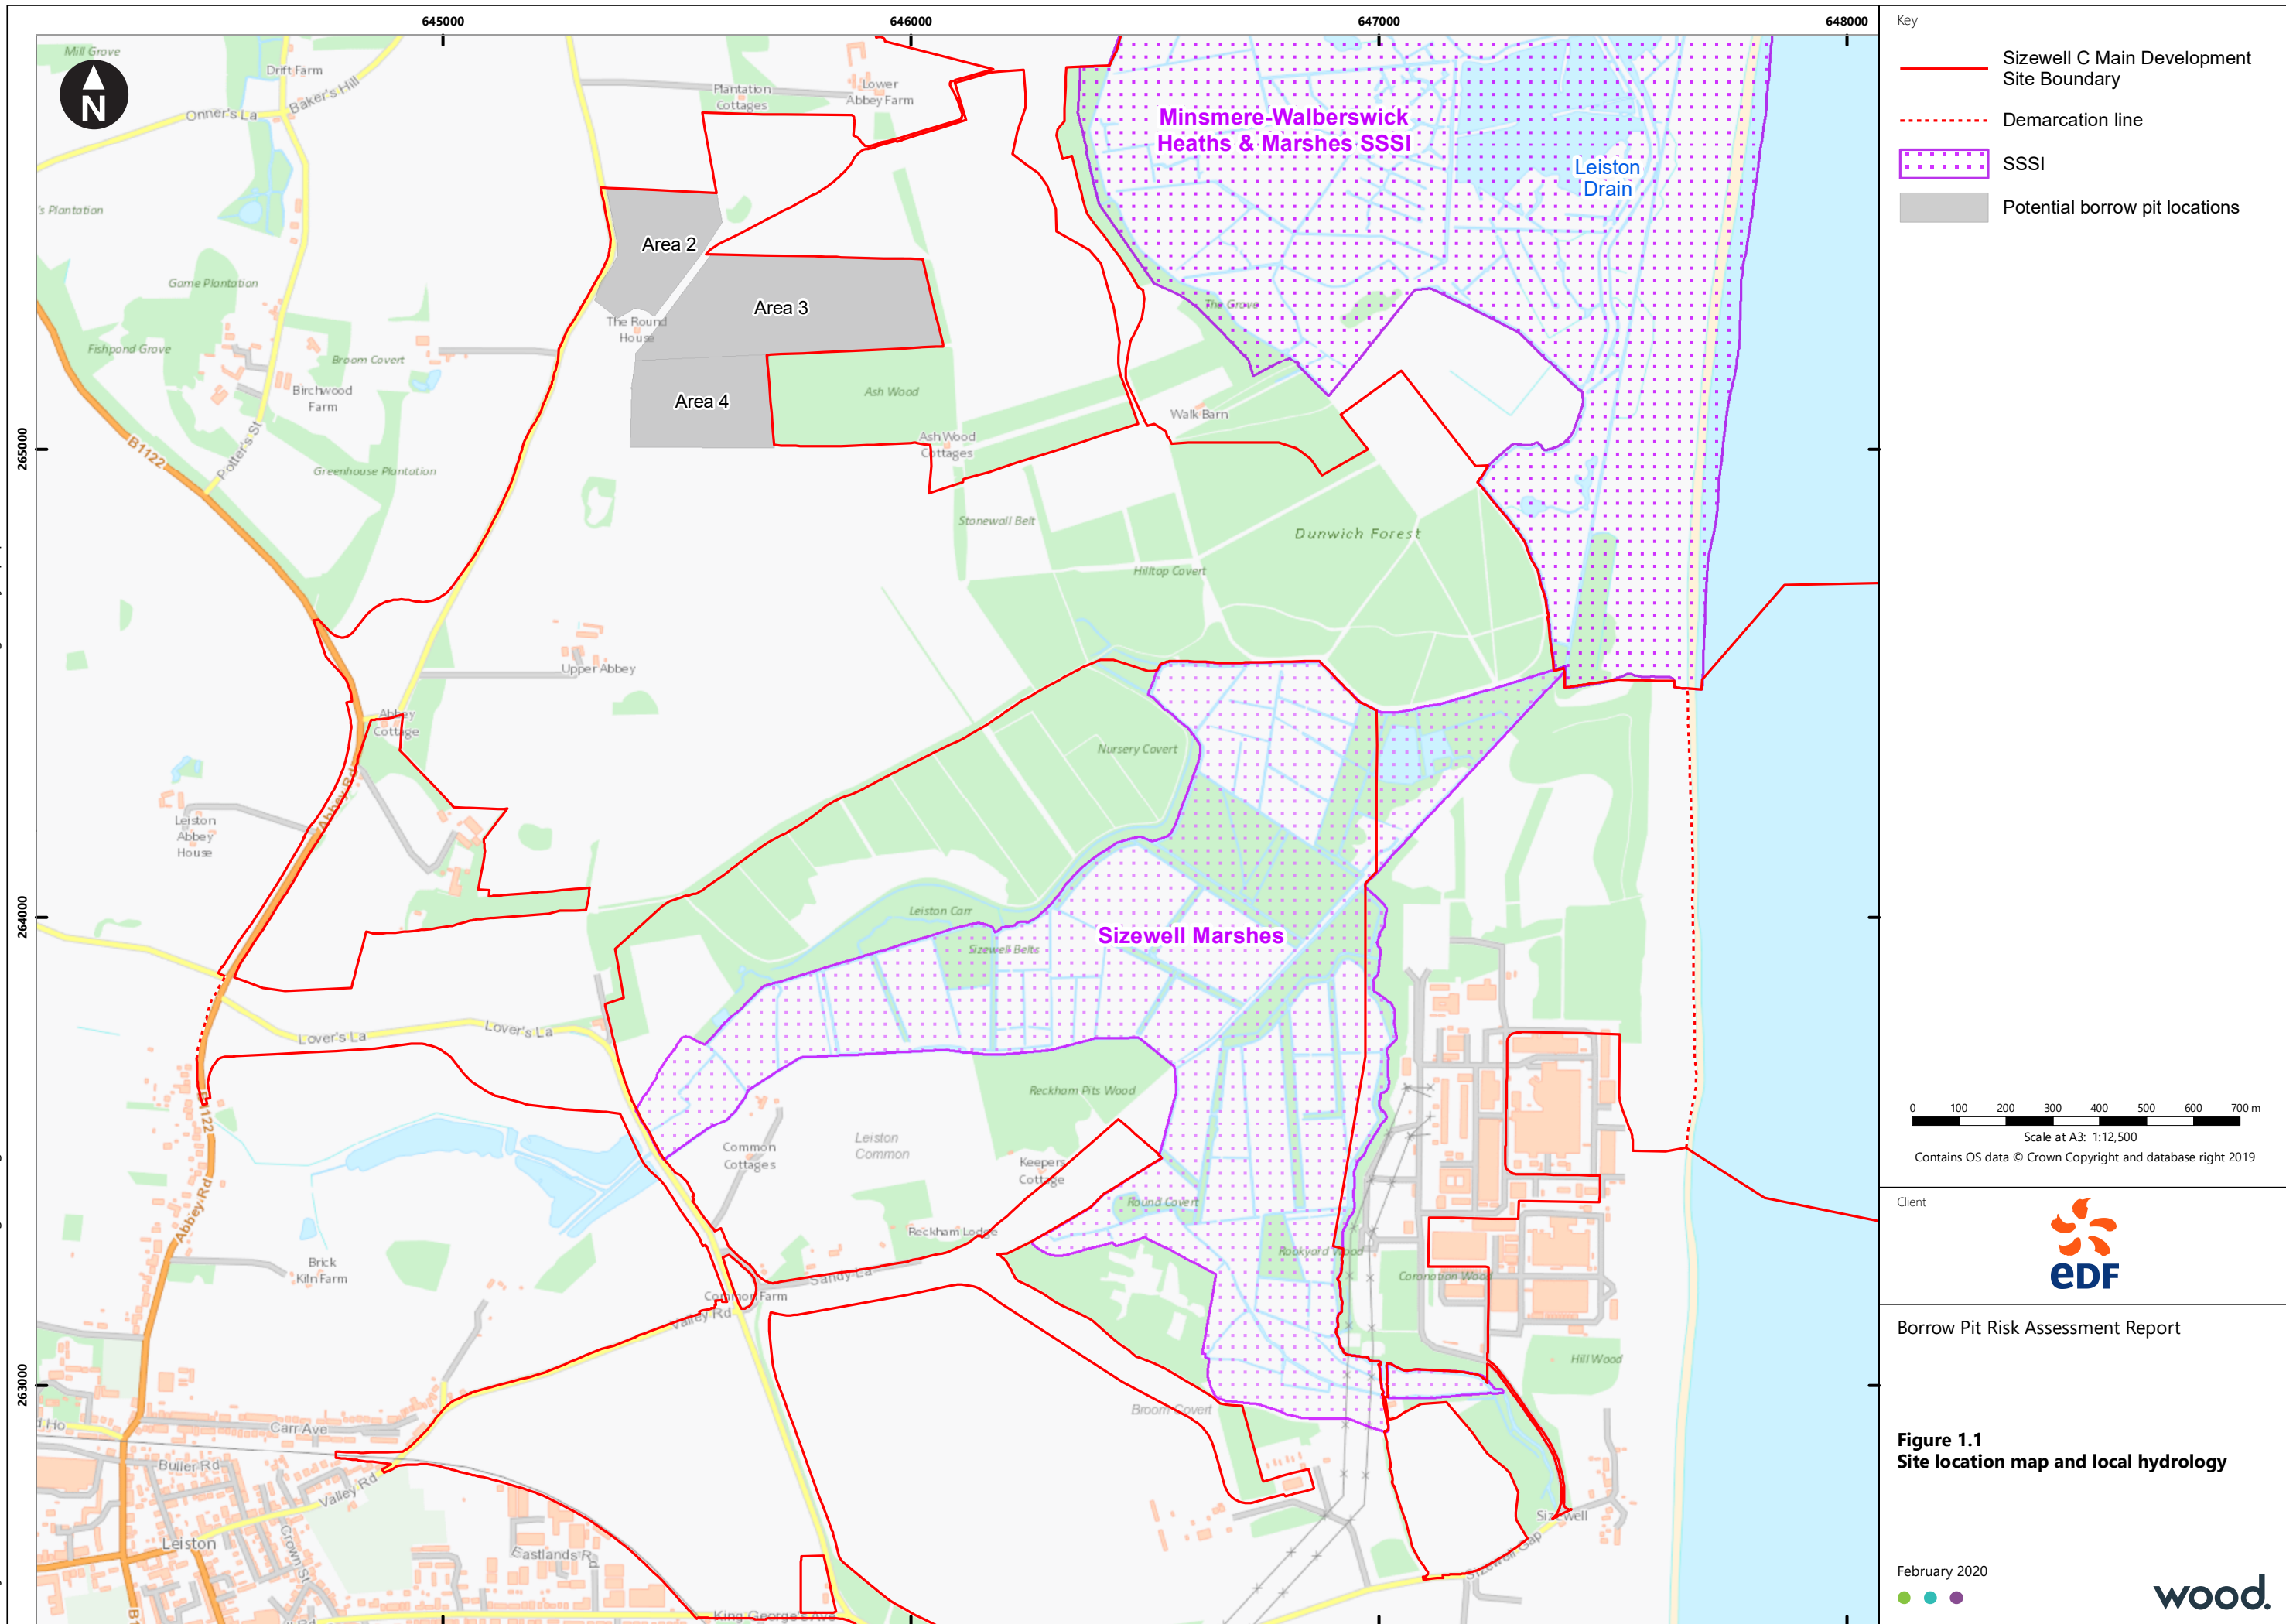 645000
646000
647000
648000
265000
264000
263000
N
Mill Grove
Drift Farm
Onner's La
Baker's Hill
Plantation
Cottages
Lower
Abbey Farm
Minsmere-Walberswick
Heaths & Marshes SSSI
Leiston
Drain
's Plantation
Area 2
Game Plantation
Area 3
The Round
House
The Grove
Fishpond Grove
Broom Covert
Birchwood
Farm
Area 4
Ash Wood
Walk Barn
B1122
Potter's St
Ash Wood
Cottages
Greenhouse Plantation
Stonewall Belt
Dunwich Forest
Hilltop Covert
Upper Abbey
Abbey
Cottage
Nursery Covert
Abbey Rd
Leiston
Abbey
House
Leiston Carr
Sizewell Marshes
Sizewell Belts
Lover's La
Lover's La
Reckham Pits Wood
B1122
Common
Cottages
Leiston
Common
Keepers
Cottage
Abbey Rd
Round Covert
Reckham Lodge
Brick
Kiln Farm
Rookyard Wood
Coronation Wood
Sandy La
Common Farm
Valley Rd
Hill Wood
Broom Covert
d Ho
Carr Ave
Buller Rd
Valley Rd
Leiston
Crown St
Eastlands Rd
Sizewell
Sizewell Gap
King George's Ave
B1
Key
Sizewell C Main Development
Site Boundary
Demarcation line
SSSI
Potential borrow pit locations
0 100 200 300 400 500 600 700 m
Scale at A3: 1:12,500
Contains OS data © Crown Copyright and database right 2019
Client
eDF
Borrow Pit Risk Assessment Report
Figure 1.1
Site location map and local hydrology
February 2020
wood.